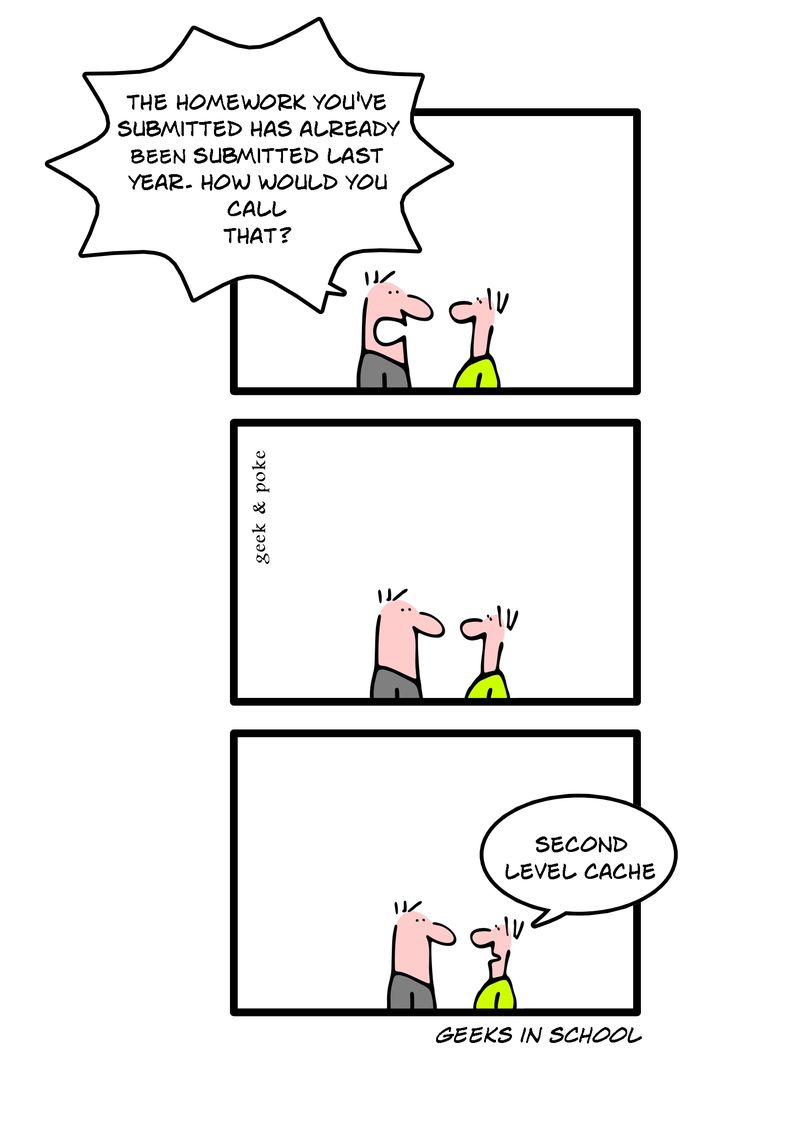 THE HOMEWORK YOU'VE
SUBMITTED HAS ALREADY
BEEN SUBMITTED LAST
YEAR. HOW WOULD YOU
CALL
THAT?
geek & poke
SECOND
LEVEL CACHE
GEEKS IN SCHOOL